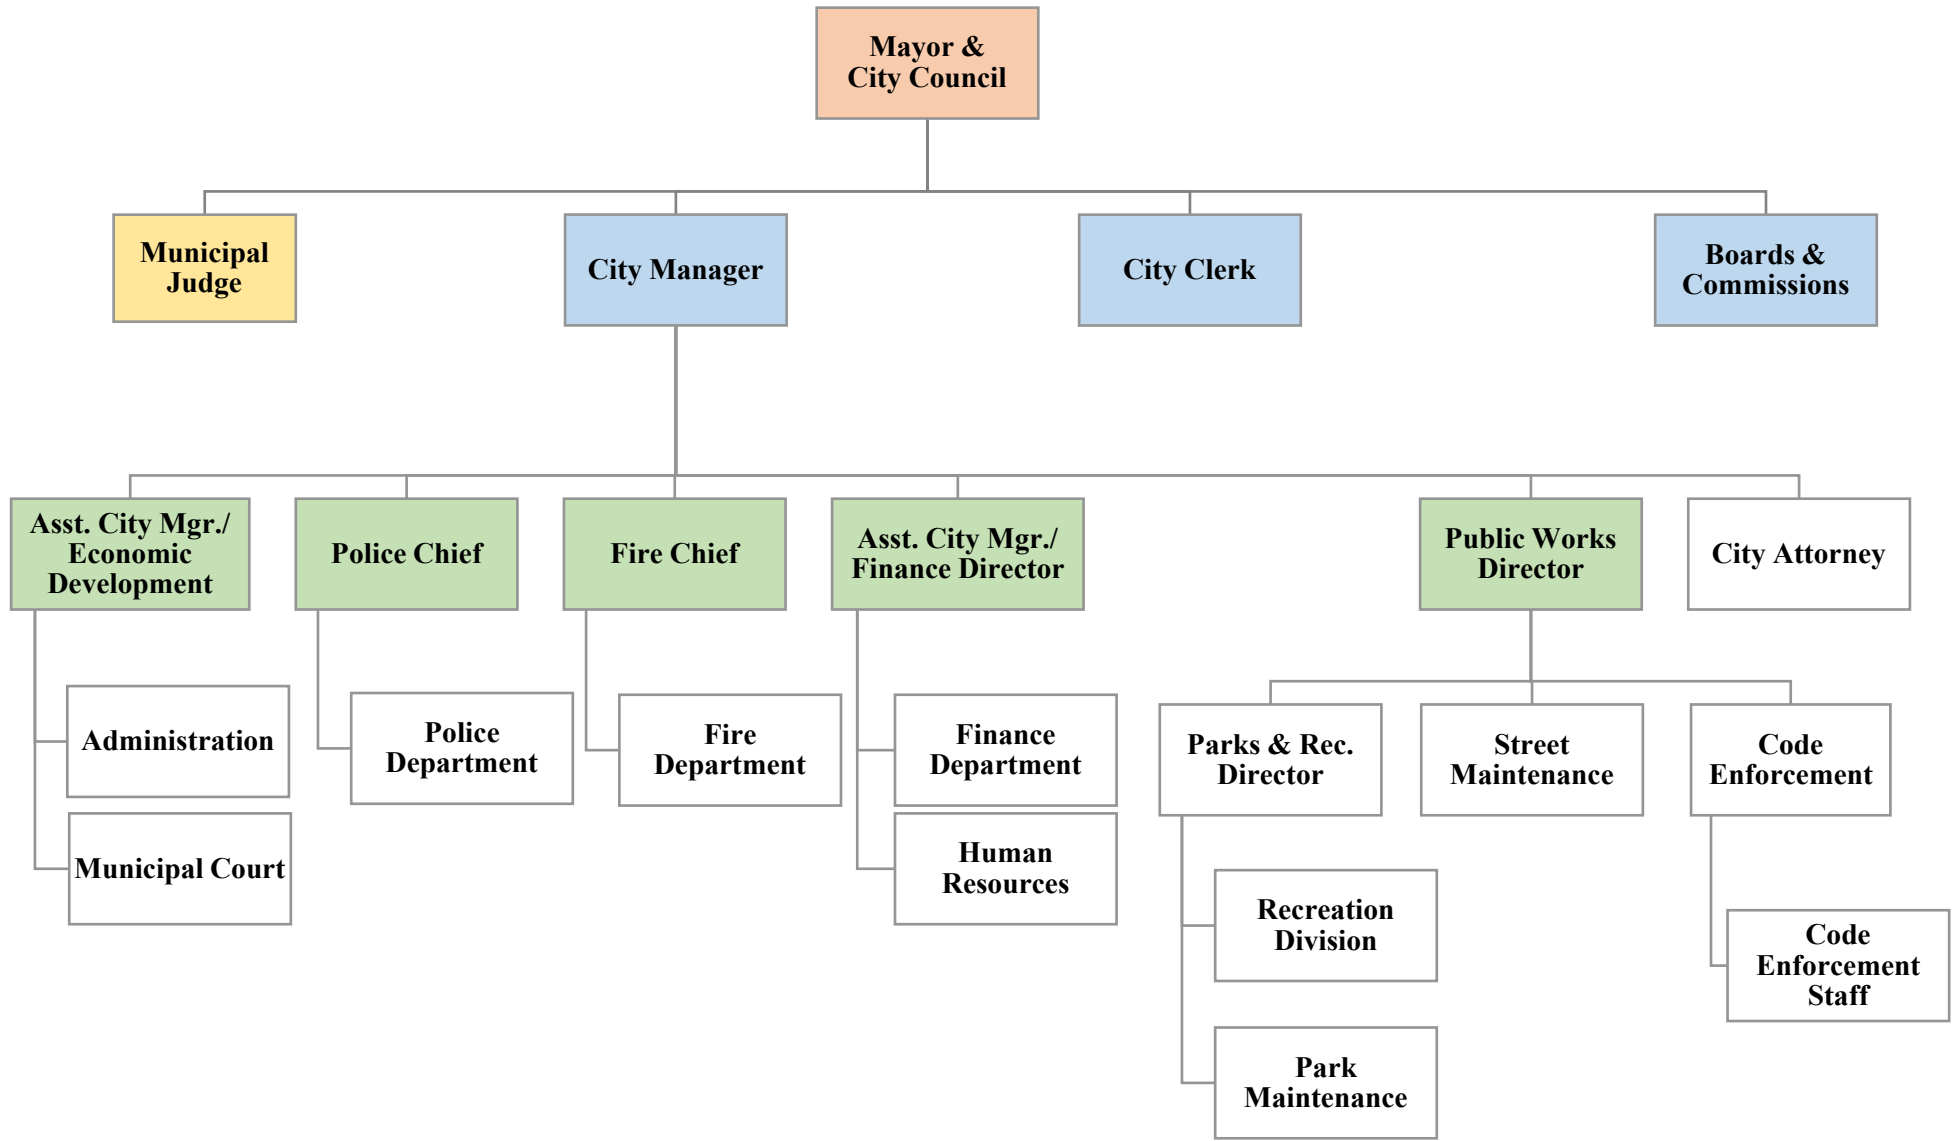 Mayor &
City Council
Municipal
Judge
City Manager
City Clerk
Boards &
Commissions
Asst. City Mgr./
Economic
Development
Police Chief
Fire Chief
Asst. City Mgr./
Finance Director
Public Works
Director
City Attorney
Administration
Police
Department
Fire
Department
Finance
Department
Parks & Rec.
Director
Street
Maintenance
Code
Enforcement
Municipal Court
Human
Resources
Recreation
Division
Code
Enforcement
Staff
Park
Maintenance